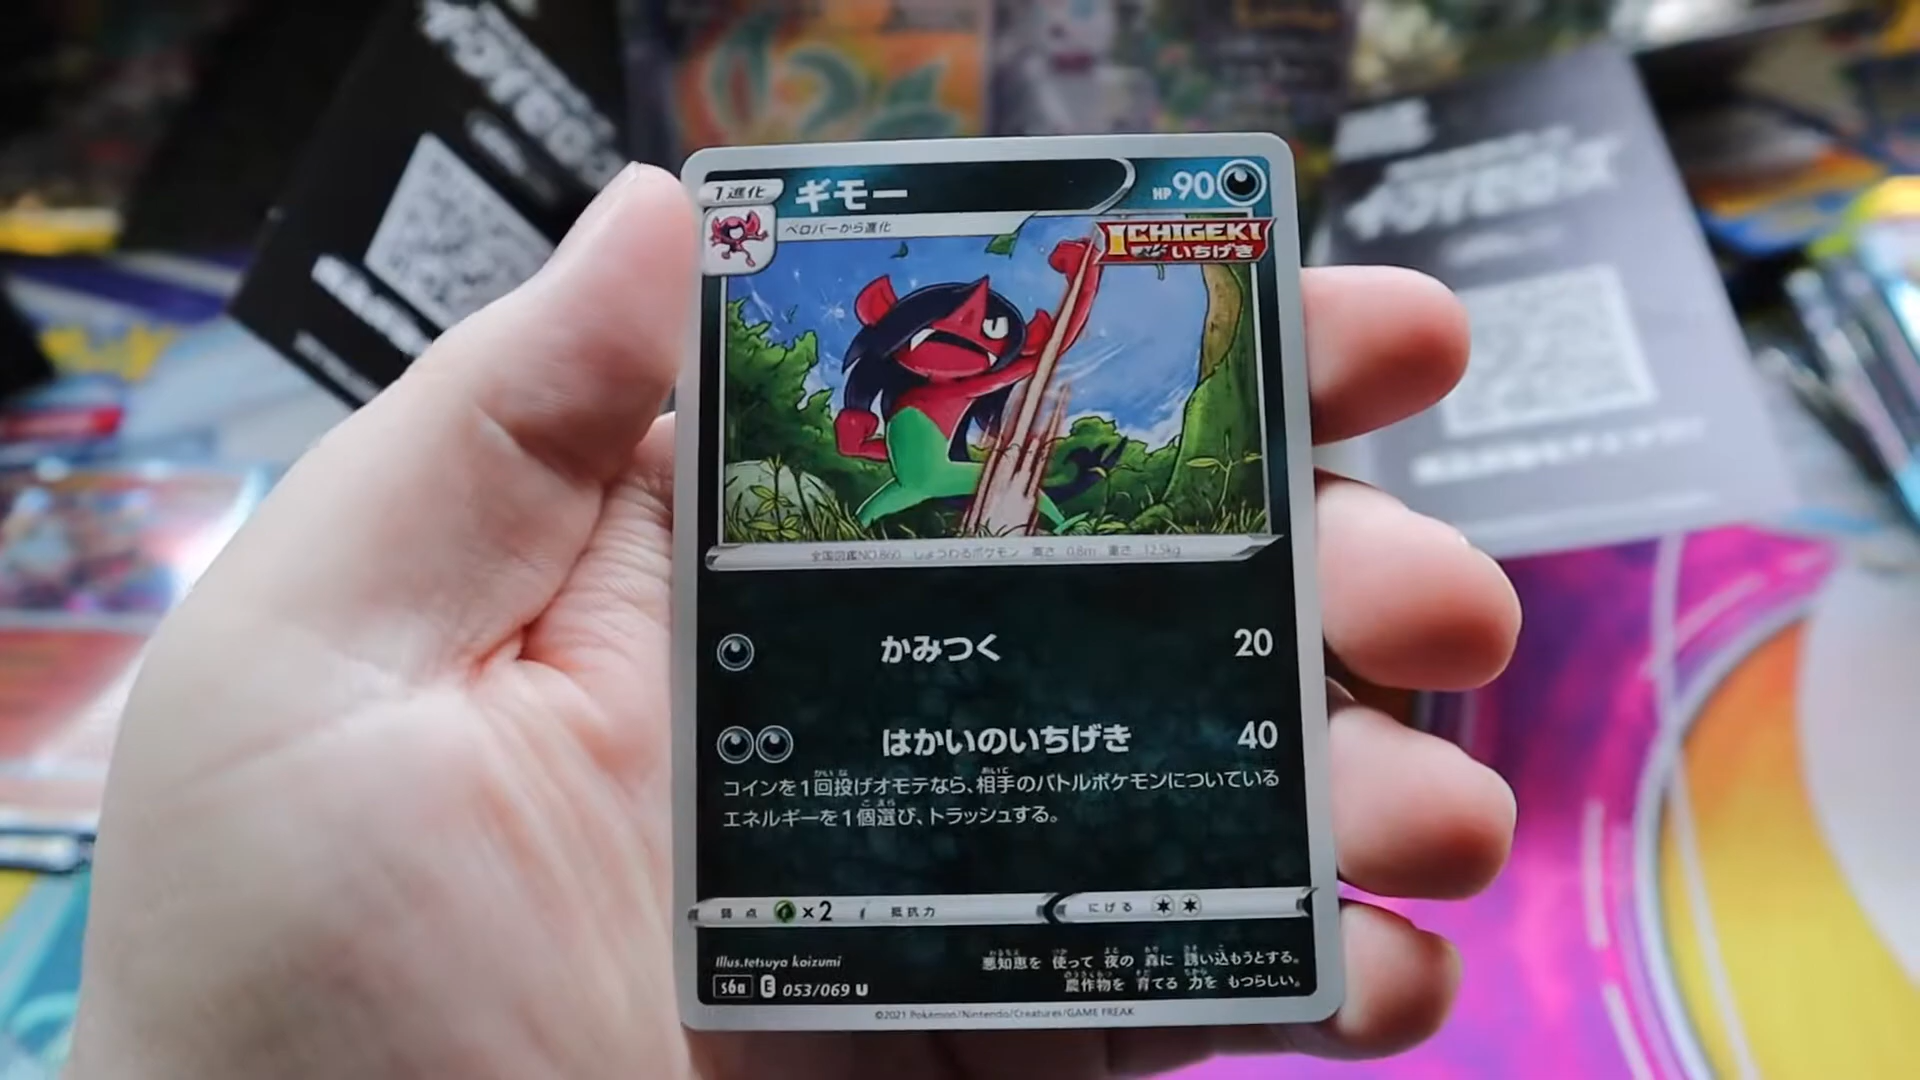 1進化
ギモー
HP90
ベロバーから進化
ICHIGEKI
いちげき
全国図鑑NO.860 しょうわるポケモン 高さ 0.8m 重さ 12.5kg
かみつく 20
はかいのいちげき 40
コインを1回投げオモテなら、相手のバトルポケモンについている
エネルギーを1個選び、トラッシュする。
弱点 ×2 抵抗力 にげる
Illus.tetsuya koizumi
悪知恵を 使って 夜の 森に 誘い込もうとする。
農作物を 育てる 力を もつらしい。
s6a E 053/069 U
©2021 Pokémon/Nintendo/Creatures/GAME FREAK